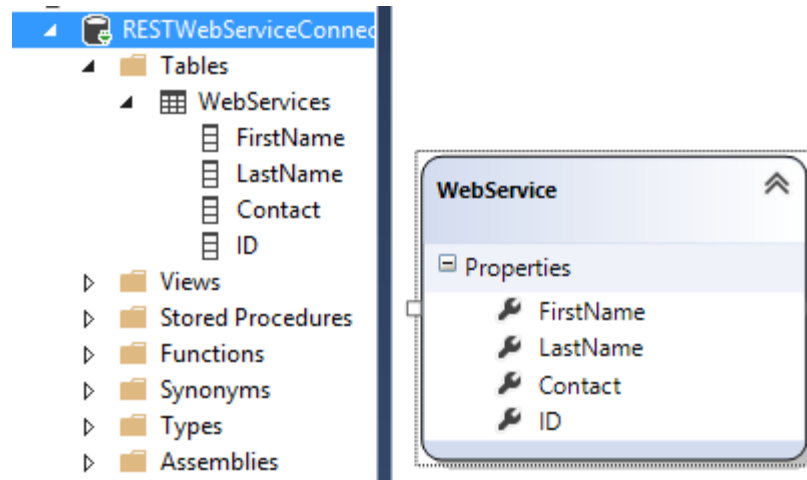 RESTWebServiceConnec
Tables
WebServices
FirstName
LastName
Contact
ID
Views
Stored Procedures
Functions
Synonyms
Types
Assemblies
WebService
Properties
FirstName
LastName
Contact
ID